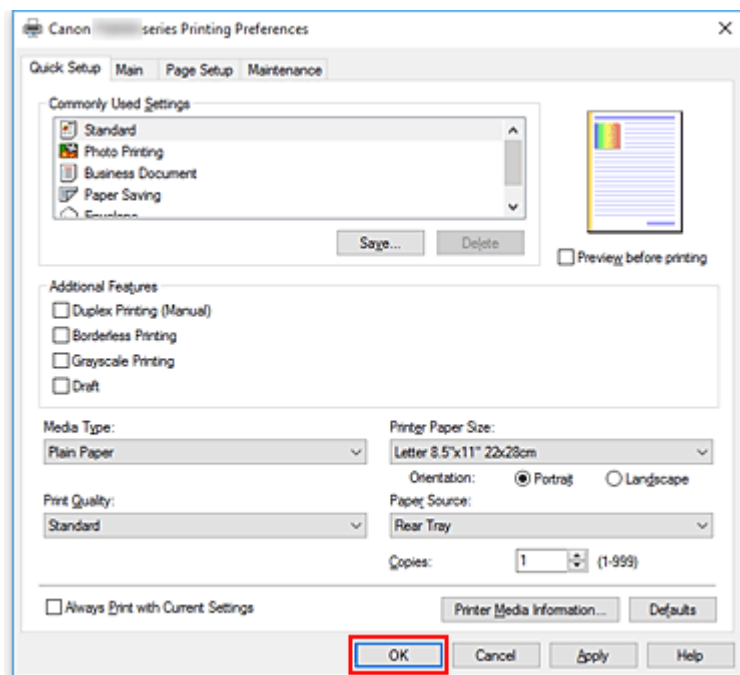 Canon series Printing Preferences
Quick Setup Main Page Setup Maintenance
Commonly Used Settings
Standard
Photo Printing
Business Document
Paper Saving
Envelope
Save... Delete
Preview before printing
Additional Features
Duplex Printing (Manual)
Borderless Printing
Grayscale Printing
Draft
Media Type: Printer Paper Size:
Plain Paper Letter 8.5"x11" 22x28cm
Orientation: Portrait Landscape
Print Quality: Paper Source:
Standard Rear Tray
Copies: 1 (1-999)
Always Print with Current Settings Printer Media Information... Defaults
OK Cancel Apply Help